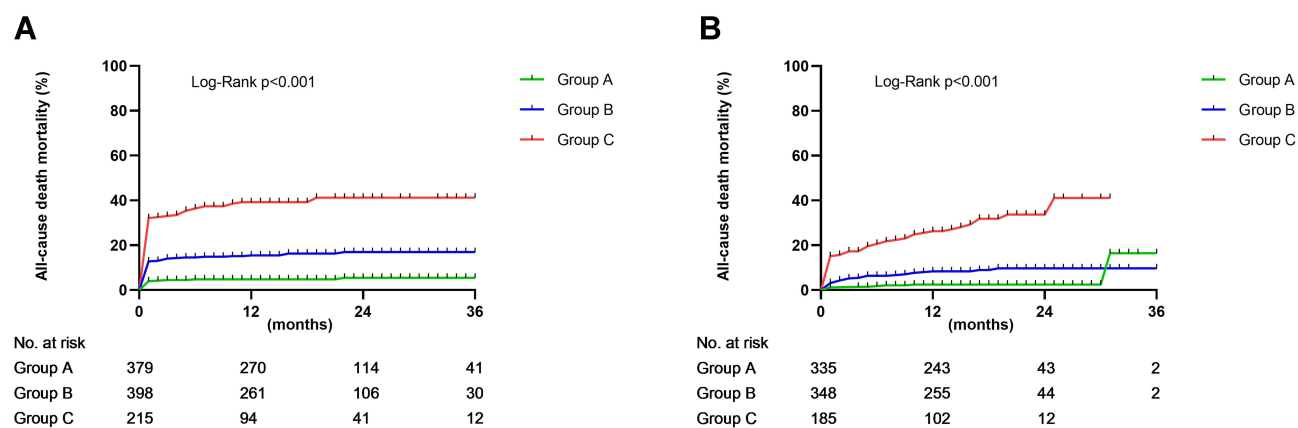 A
All-cause death mortality (%)
100
80
60
40
20
0
Log-Rank p<0.001
Group A
Group B
Group C
0 12 24 36
(months)
No. at risk
Group A 379 270 114 41
Group B 398 261 106 30
Group C 215 94 41 12
B
All-cause death mortality (%)
100
80
60
40
20
0
Log-Rank p<0.001
Group A
Group B
Group C
0 12 24 36
(months)
No. at risk
Group A 335 243 43 2
Group B 348 255 44 2
Group C 185 102 12